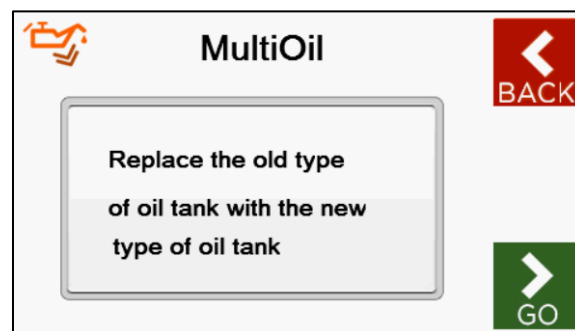 MultiOil
BACK
Replace the old type
of oil tank with the new
type of oil tank
GO